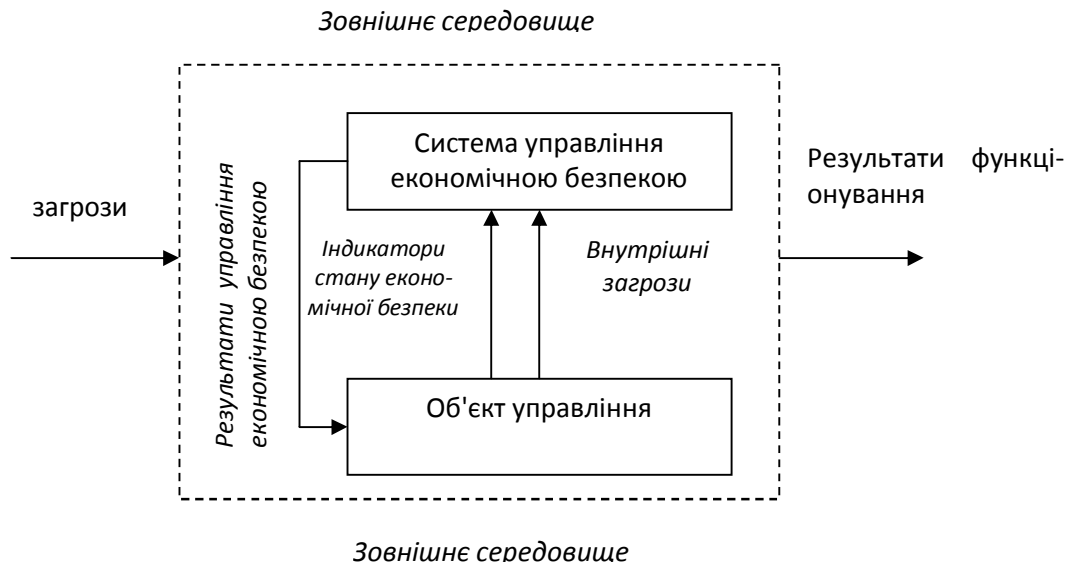 Зовнішнє середовище
Система управління
економічною безпекою
Результати функці-
онування
загрози
Результати управління
економічною безпекою
Індикатори
стану еконо-
мічної безпеки
Внутрішні
загрози
Об'єкт управління
Зовнішнє середовище